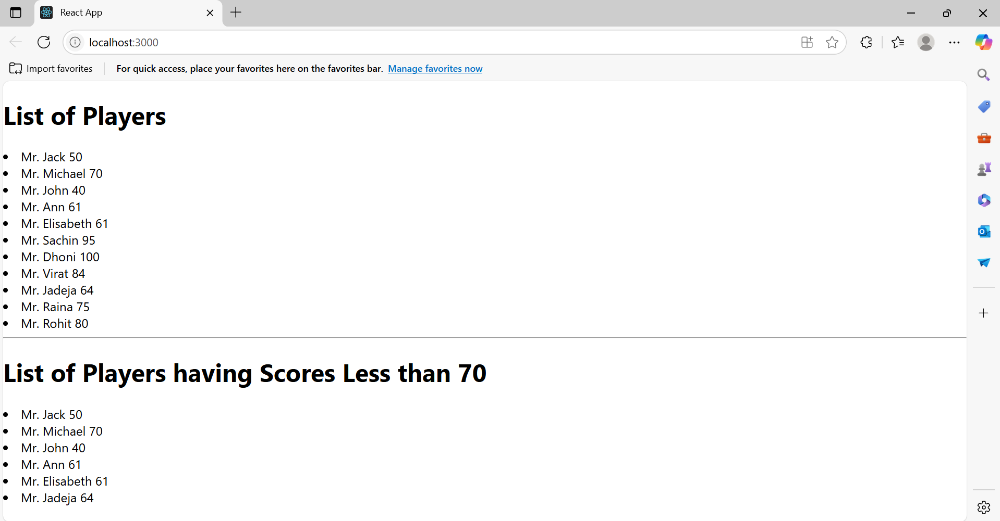 React App
localhost:3000
Import favorites
For quick access, place your favorites here on the favorites bar. Manage favorites now
List of Players
Mr. Jack 50
Mr. Michael 70
Mr. John 40
Mr. Ann 61
Mr. Elisabeth 61
Mr. Sachin 95
Mr. Dhoni 100
Mr. Virat 84
Mr. Jadeja 64
Mr. Raina 75
Mr. Rohit 80
List of Players having Scores Less than 70
Mr. Jack 50
Mr. Michael 70
Mr. John 40
Mr. Ann 61
Mr. Elisabeth 61
Mr. Jadeja 64